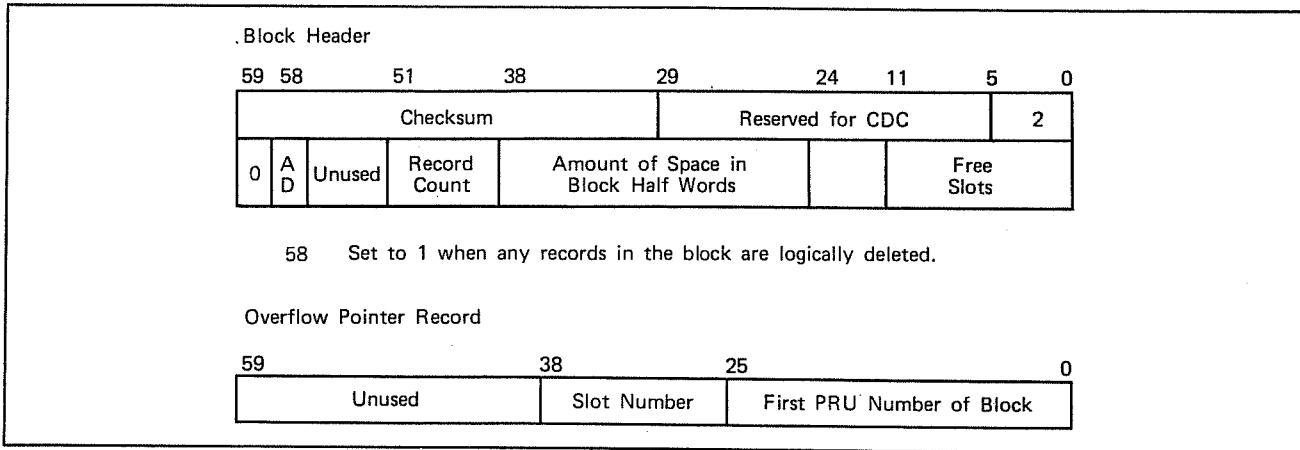 .Block Header
59 58 51 38 29 24 11 5 0
Checksum Reserved for CDC 2
0 AD Unused Record Count Amount of Space in Block Half Words Free Slots
58 Set to 1 when any records in the block are logically deleted.
Overflow Pointer Record
59 38 25 0
Unused Slot Number First PRU Number of Block